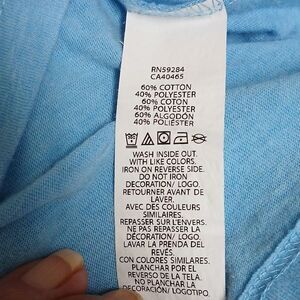 RN59284
CA40465
60% COTTON
40% POLYESTER
60% COTON
40% POLYESTER
60% ALGODÓN
40% POLIÉSTER
WASH INSIDE OUT.
WITH LIKE COLORS.
IRON ON REVERSE SIDE.
DO NOT IRON
DECORATION/ LOGO.
RETOURNER AVANT DE
LAVER.
AVEC DES COULEURS
SIMILAIRES.
REPASSER SUR L'ENVERS.
NE PAS REPASSER LA
DÉCORATION/ LOGO
LAVAR LA PRENDA DEL
REVÉS.
CON COLORES SIMILARES.
PLANCHAR POR EL
REVERSO DE LA TELA.
NO PLANCHAR LOS
DECORATION/ LOGO